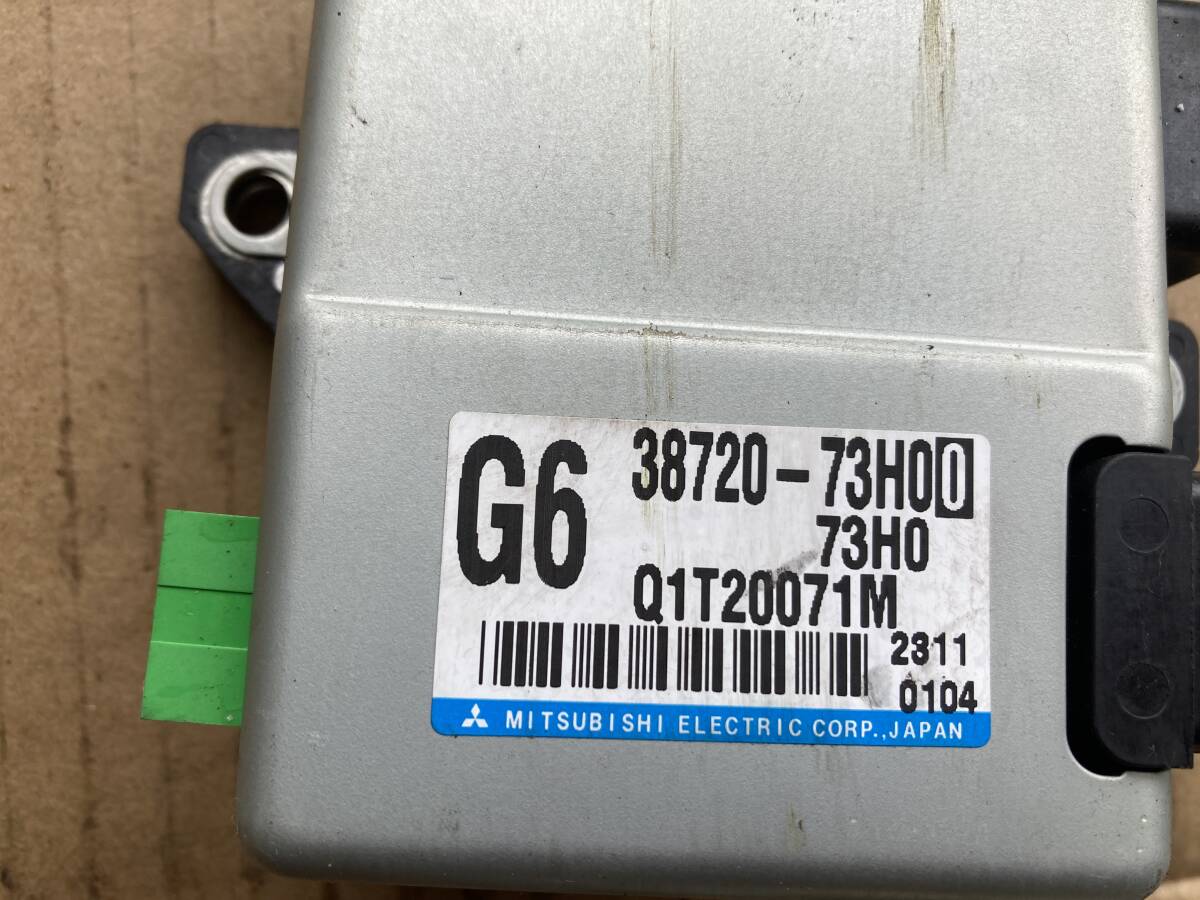 G6
38720-73H00
73H0
Q1T20071M
2311
0104
MITSUBISHI ELECTRIC CORP., JAPAN